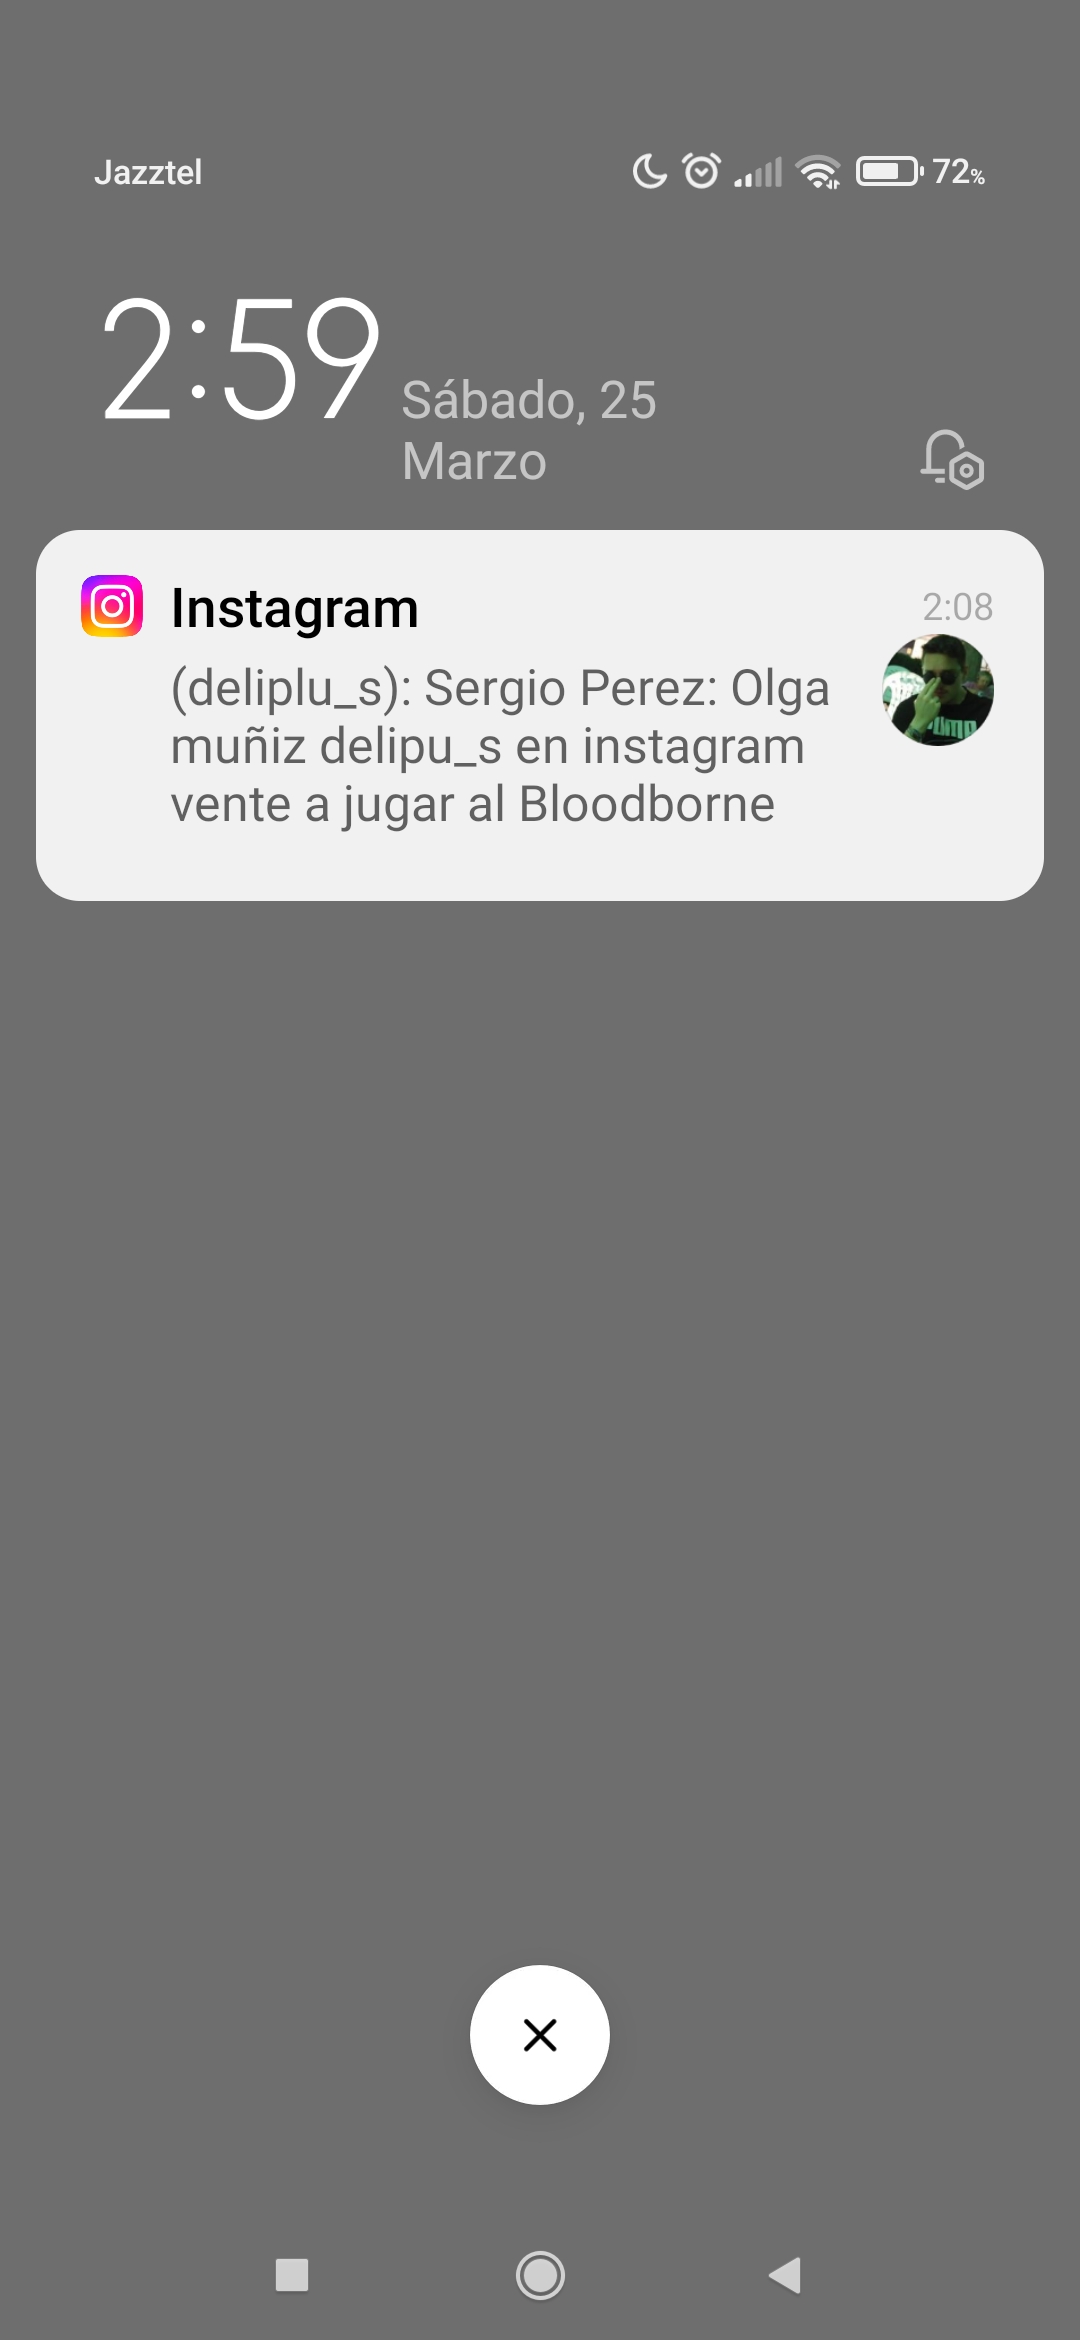 Jazztel
72%
2:59
Sábado, 25
Marzo
Instagram
2:08
(deliplu_s): Sergio Perez: Olga
muñiz delipu_s en instagram
vente a jugar al Bloodborne